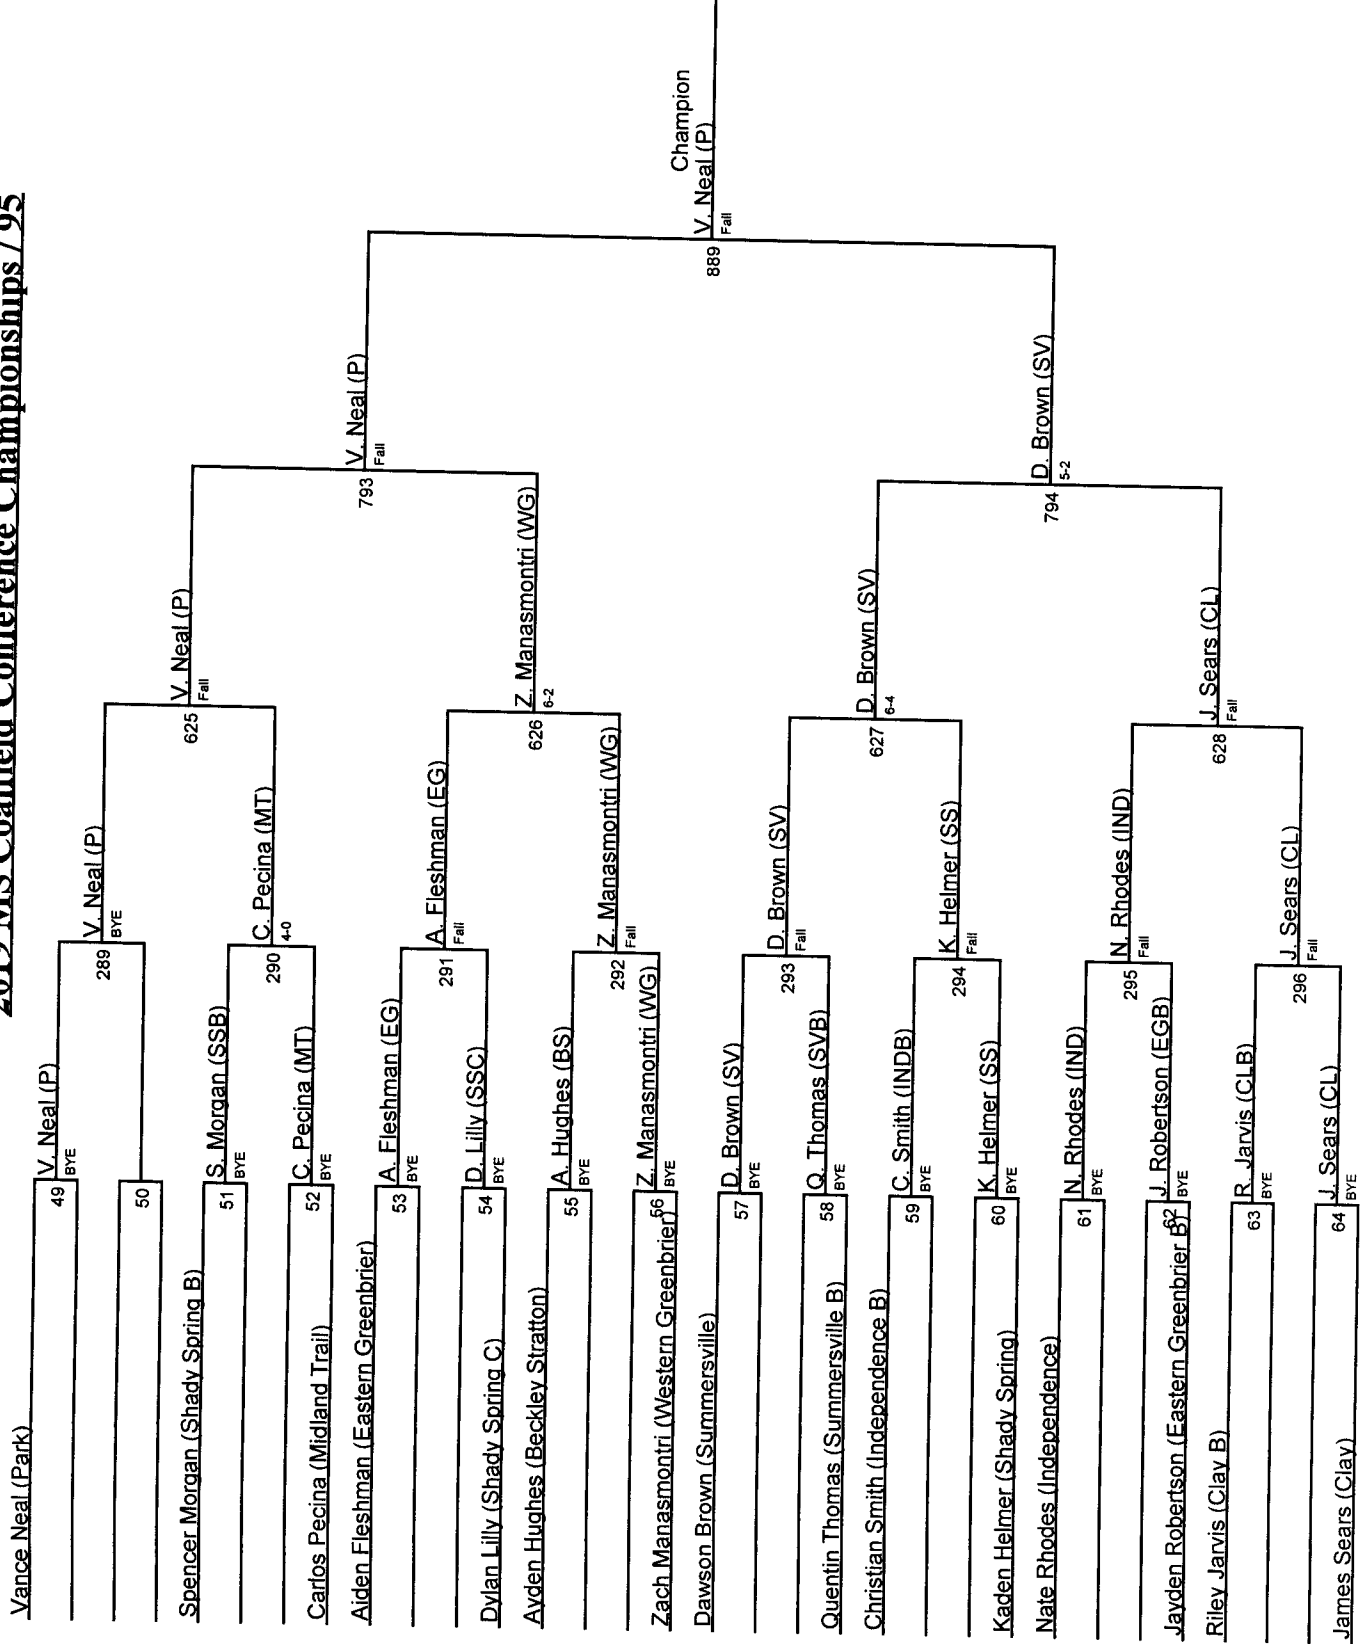 2019 MS Coalfield Conference Championships / 95
Vance Neal (Park)
Spencer Morgan (Shady Spring B)
Carlos Pecina (Midland Trail)
Aiden Fleshman (Eastern Greenbrier)
Dylan Lilly (Shady Spring C)
Ayden Hughes (Beckley Stratton)
Zach Manasmontri (Western Greenbrier)
Dawson Brown (Summersville)
Quentin Thomas (Summersville B)
Christian Smith (Independence B)
Kaden Helmer (Shady Spring)
Nate Rhodes (Independence)
Jayden Robertson (Eastern Greenbrier B)
Riley Jarvis (Clay B)
James Sears (Clay)
49
V. Neal (P)
BYE
50
51
S. Morgan (SSB)
BYE
52
C. Pecina (MT)
BYE
53
A. Fleshman (EG)
BYE
54
D. Lilly (SSC)
BYE
55
A. Hughes (BS)
BYE
56
Z. Manasmontri (WG)
BYE
57
D. Brown (SV)
BYE
58
Q. Thomas (SVB)
BYE
59
C. Smith (INDB)
BYE
60
K. Helmer (SS)
BYE
61
N. Rhodes (IND)
BYE
62
J. Robertson (EGB)
BYE
63
R. Jarvis (CLB)
BYE
64
J. Sears (CL)
BYE
289
V. Neal (P)
BYE
290
C. Pecina (MT)
4-0
291
A. Fleshman (EG)
Fall
292
Z. Manasmontri (WG)
Fall
293
D. Brown (SV)
Fall
294
K. Helmer (SS)
Fall
295
N. Rhodes (IND)
Fall
296
J. Sears (CL)
Fall
625
V. Neal (P)
Fall
626
Z. Manasmontri (WG)
6-2
627
D. Brown (SV)
6-4
628
J. Sears (CL)
Fall
793
V. Neal (P)
Fall
794
D. Brown (SV)
5-2
889
Champion
V. Neal (P)
Fall